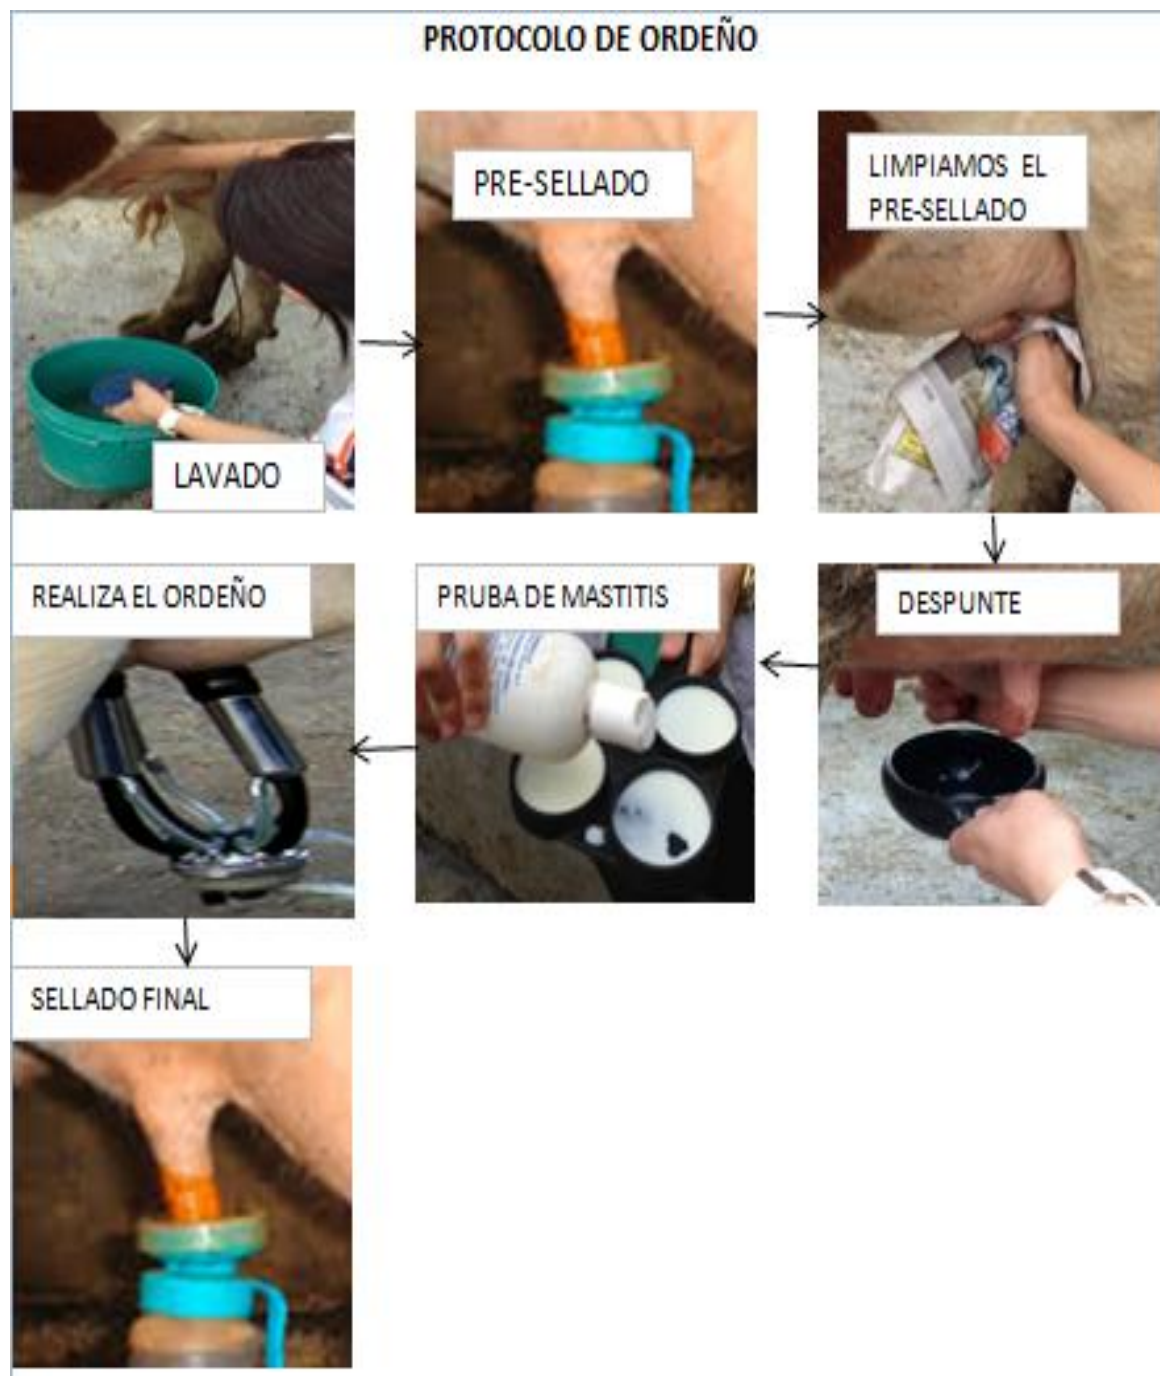 PROTOCOLO DE ORDEÑO
LAVADO
PRE-SELLADO
LIMPIAMOS EL
PRE-SELLADO
DESPUNTE
PRUBA DE MASTITIS
REALIZA EL ORDEÑO
SELLADO FINAL